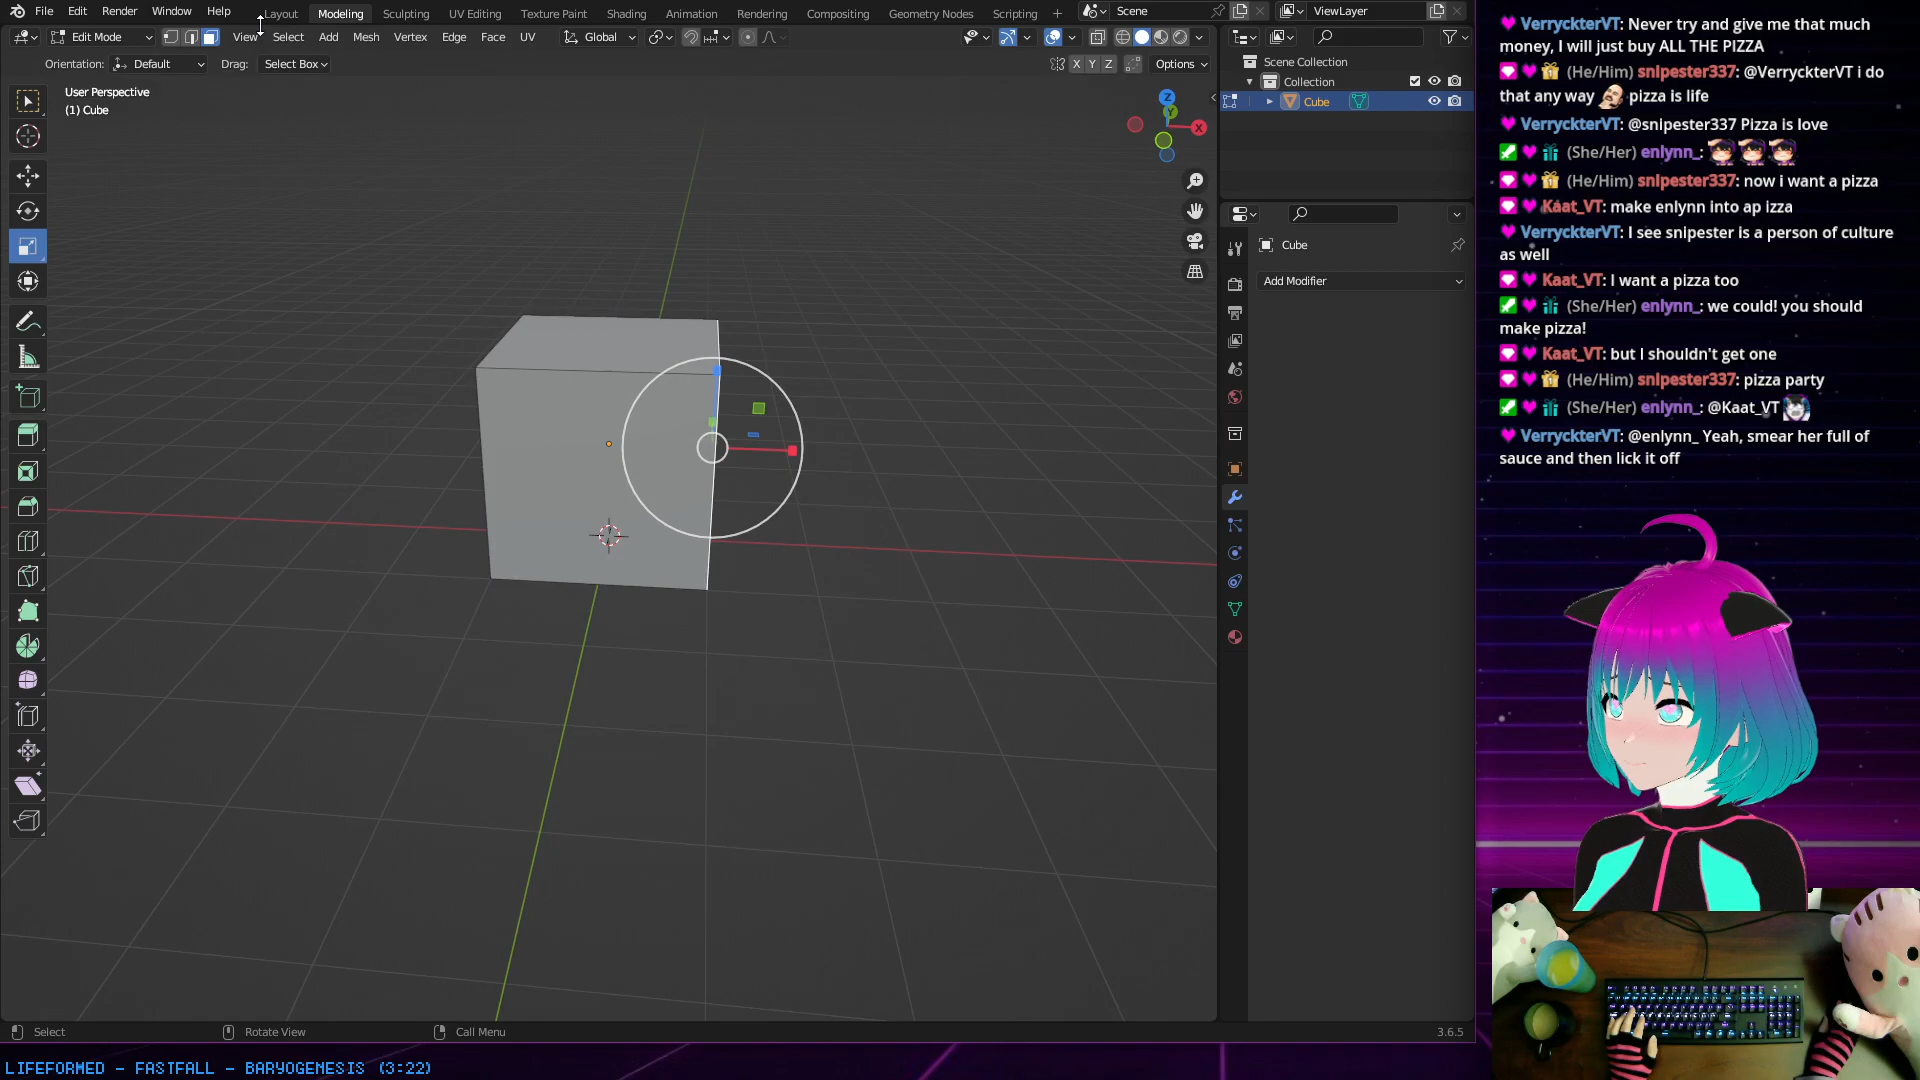 File Edit Render Window Help Layout Modeling Sculpting UV Editing Texture Paint Shading Animation Rendering Compositing Geometry Nodes Scripting + Scene ViewLayer
Edit Mode View Select Add Mesh Vertex Edge Face UV Global
Orientation: Default Drag: Select Box X Y Z Options
User Perspective
(1) Cube
Z
Y
X
Scene Collection
Collection
Cube
Cube
Add Modifier
Select Rotate View Call Menu 3.6.5
LIFEFORMED - FASTFALL - BARYOGENESIS (3:22)
VerryckterVT: Never try and give me that much
money, I will just buy ALL THE PIZZA
(He/Him) snipester337: @VerryckterVT i do
that any way pizza is life
VerryckterVT: @snipester337 Pizza is love
(She/Her) enlynn_:
(He/Him) snipester337: now i want a pizza
Kaat_VT: make enlynn into ap izza
VerryckterVT: I see snipester is a person of culture
as well
Kaat_VT: I want a pizza too
(She/Her) enlynn_: we could! you should
make pizza!
Kaat_VT: but I shouldn't get one
(He/Him) snipester337: pizza party
(She/Her) enlynn_: @Kaat_VT
VerryckterVT: @enlynn_ Yeah, smear her full of
sauce and then lick it off